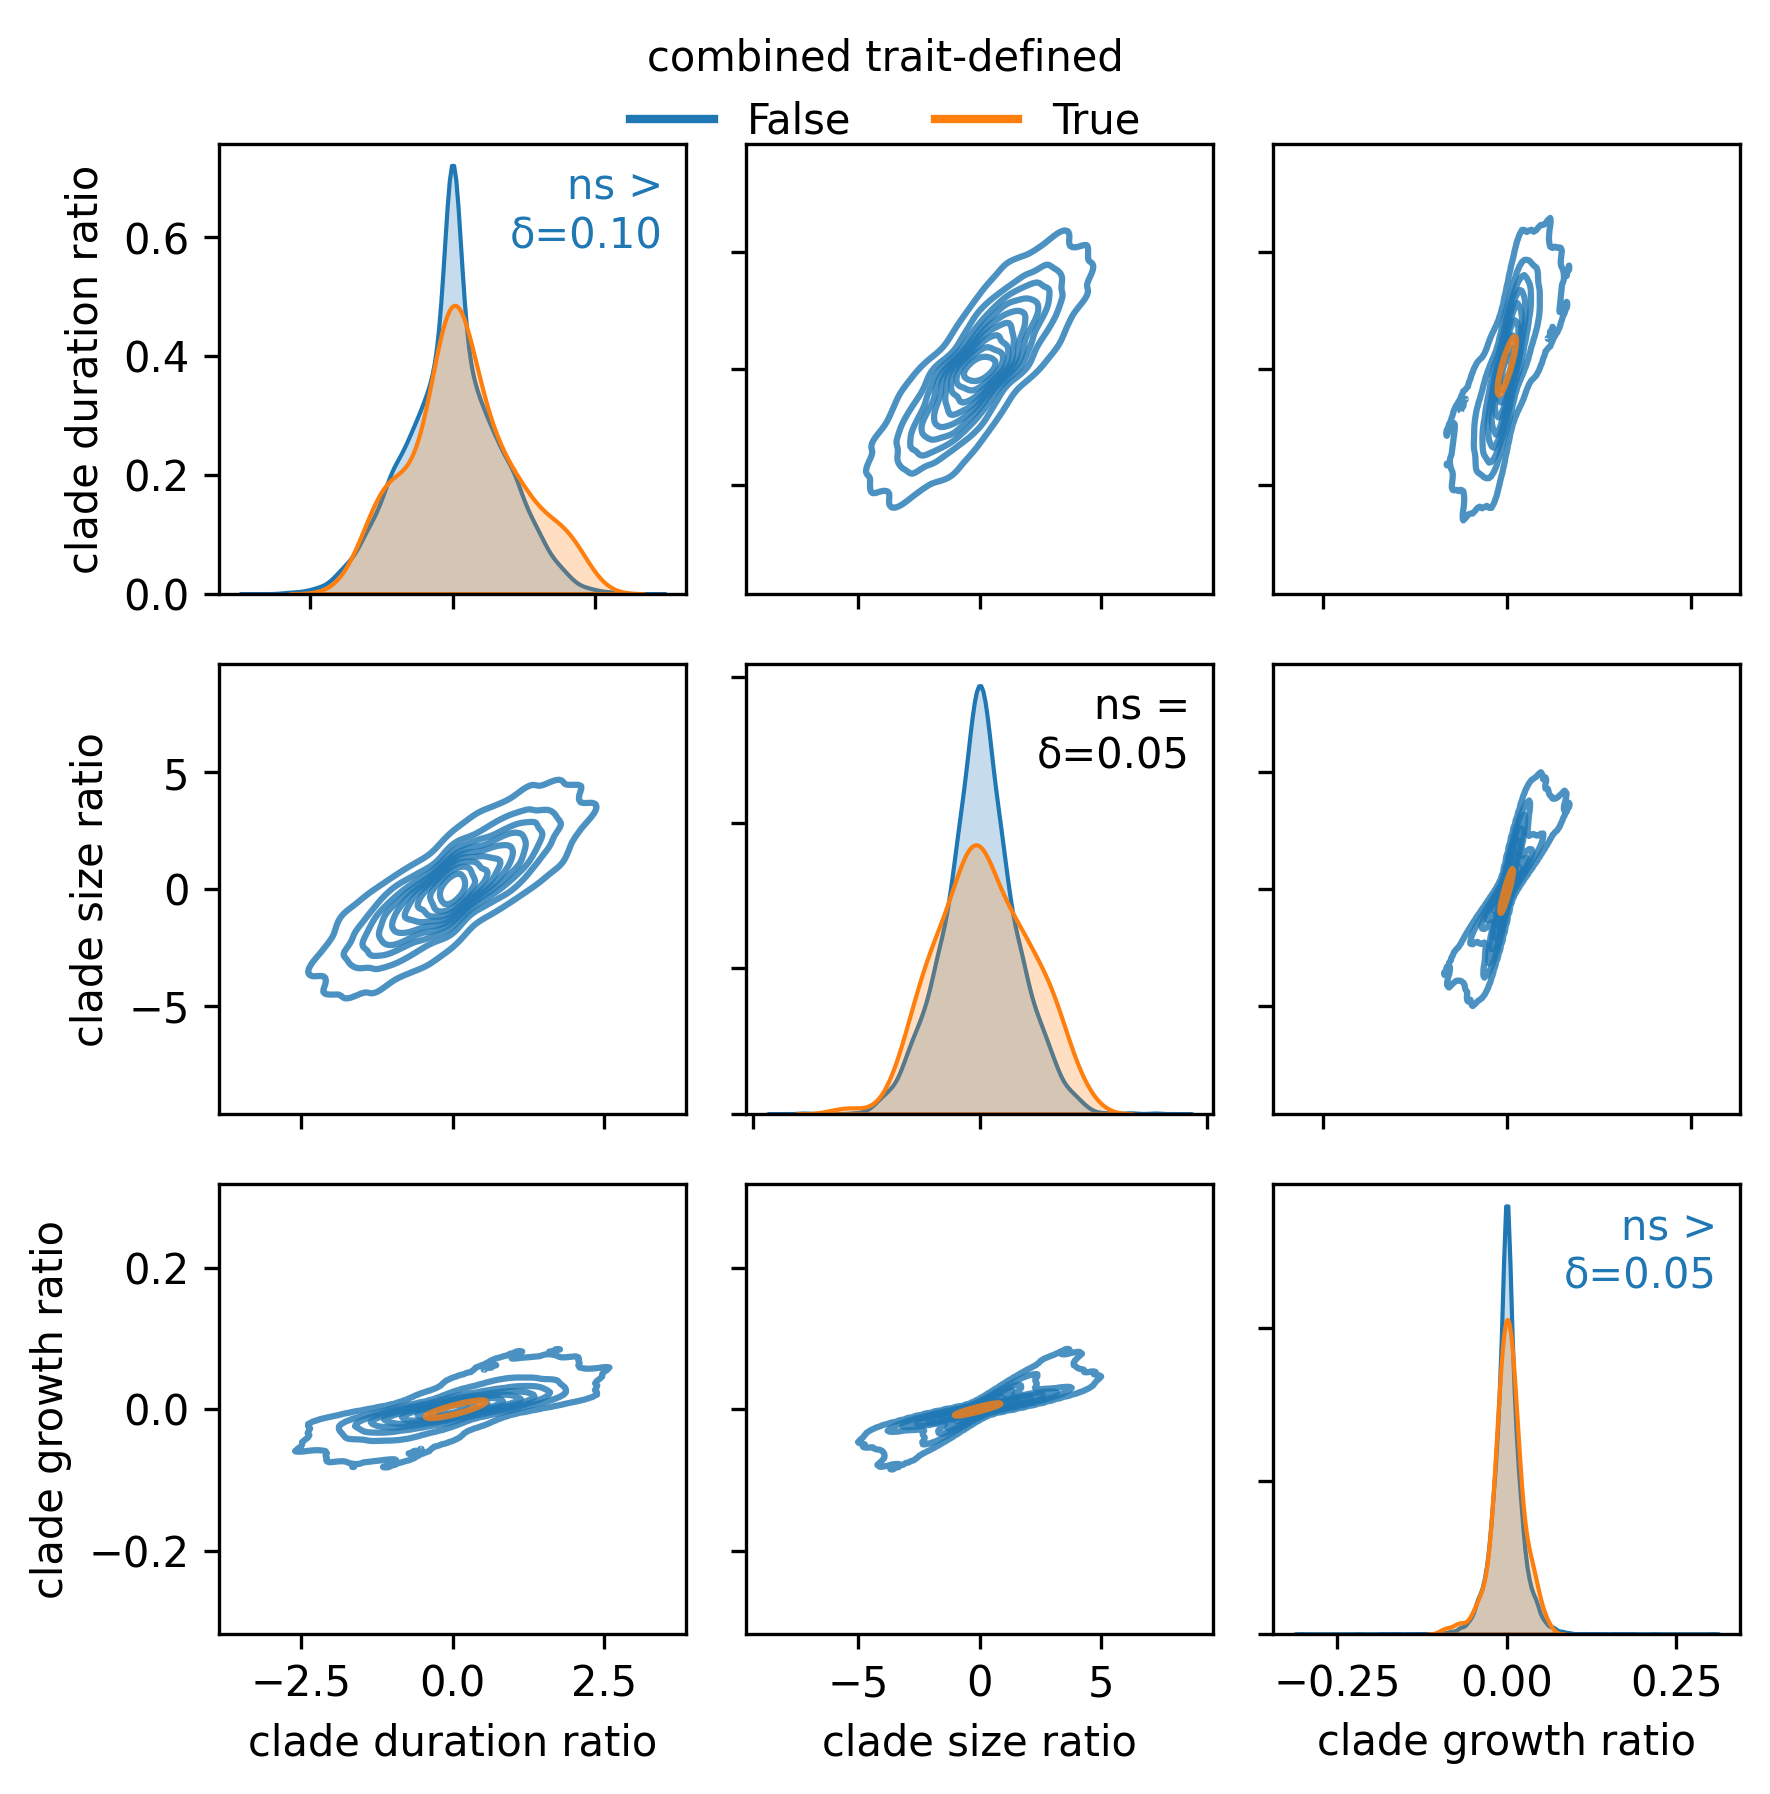 combined trait-defined
False True
clade duration ratio
0.6
0.4
0.2
0.0
ns >
δ=0.10
clade size ratio
5
0
−5
ns =
δ=0.05
clade growth ratio
0.2
0.0
−0.2
ns >
δ=0.05
−2.5 0.0 2.5
−5 0 5
−0.25 0.00 0.25
clade duration ratio
clade size ratio
clade growth ratio